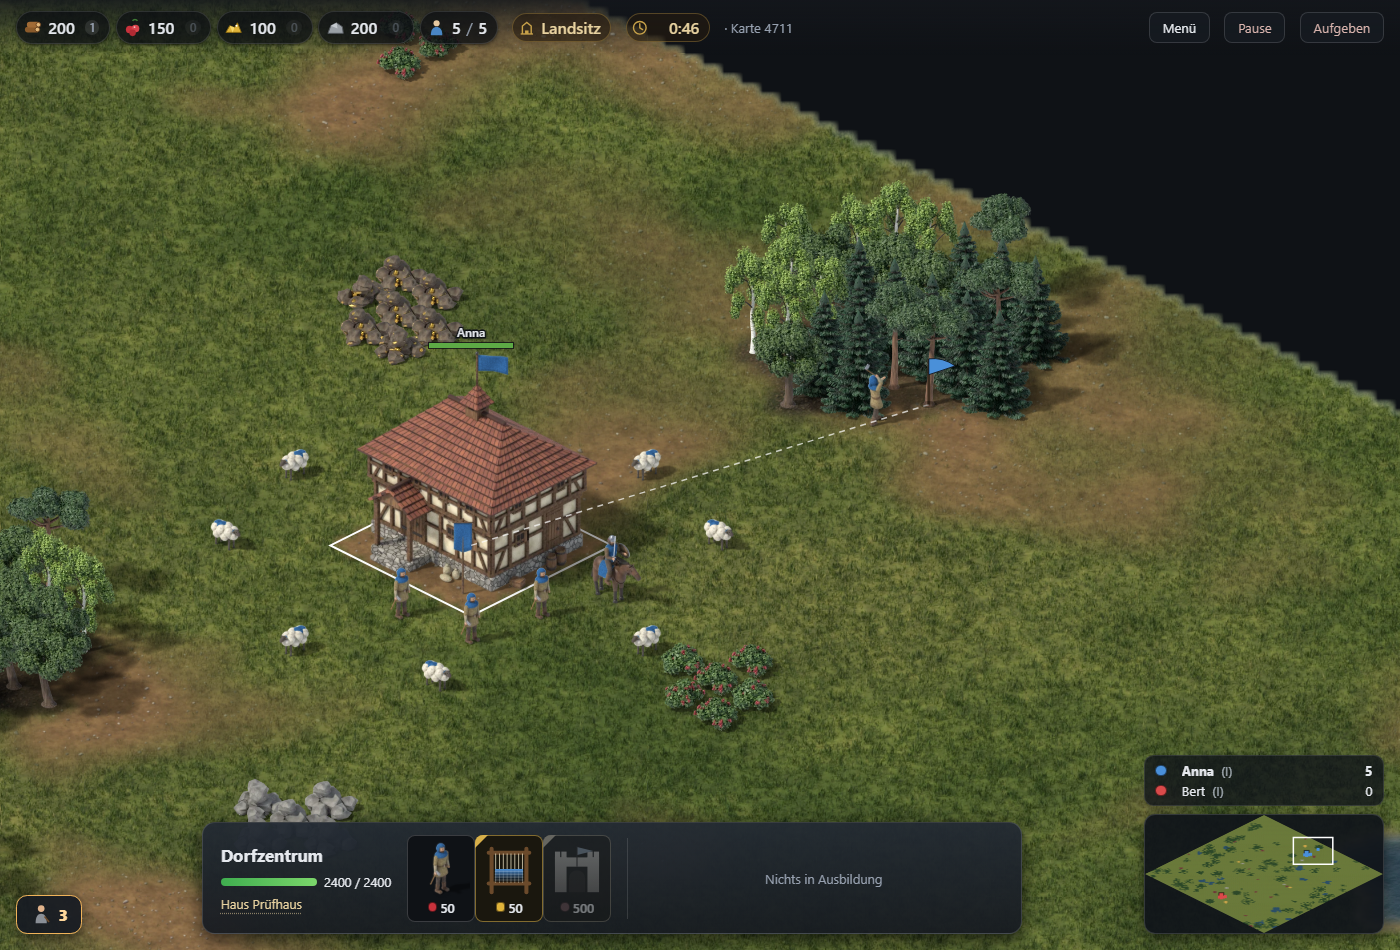 200 1 150 0 100 0 200 0 5 / 5 Landsitz 0:46 · Karte 4711 Menü Pause Aufgeben
Anna
Anna (I) 5
Bert (I) 0
Dorfzentrum
2400 / 2400
Haus Prüfhaus
50 50 500
Nichts in Ausbildung
3